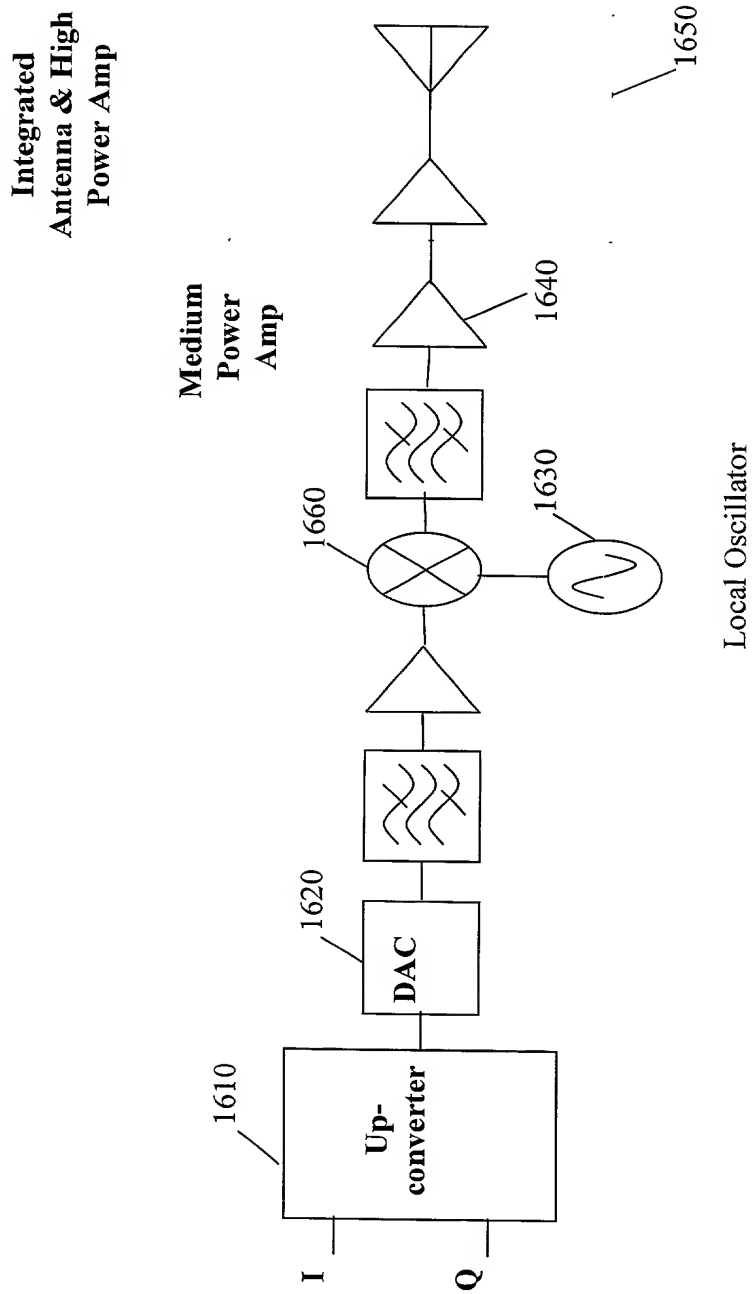 Integrated
Antenna & High
Power Amp
Medium
Power
Amp
1610
1620
1660
1640
1650
1630
I
Q
Up-
converter
DAC
Local Oscillator